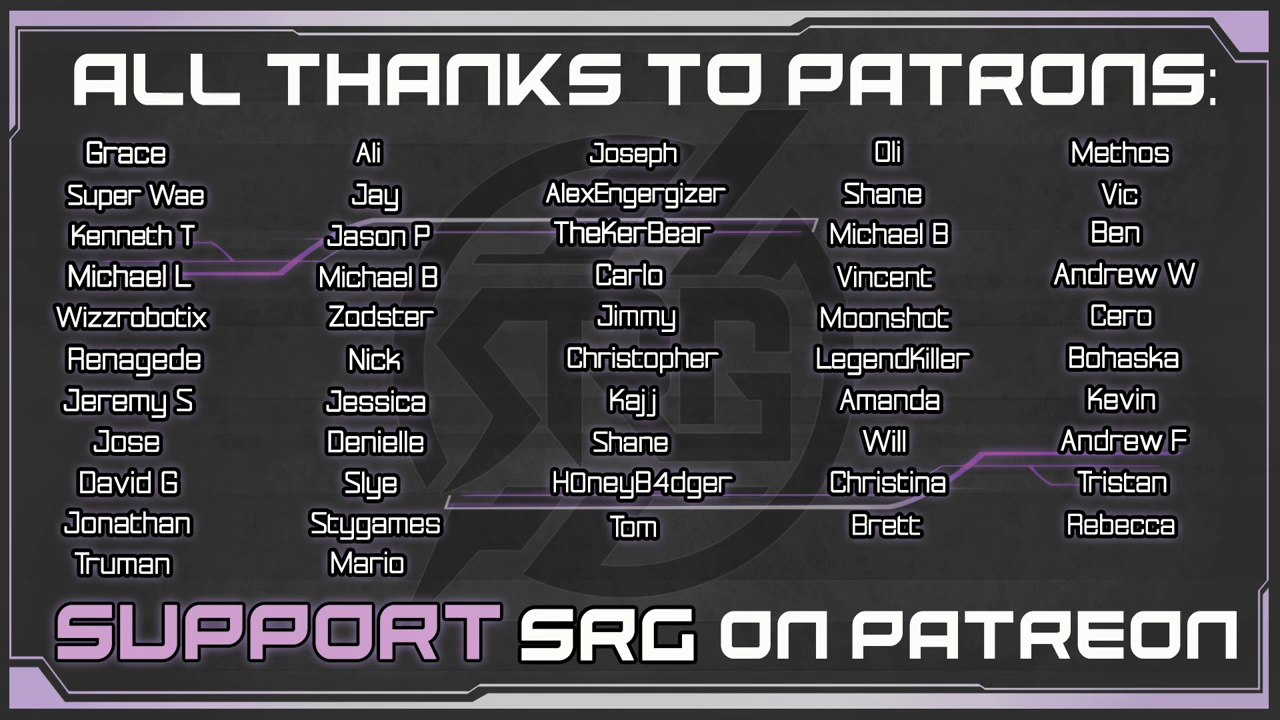 ALL THANKS TO PATRONS:
Grace Ali Joseph Oli Methos
Super Wae Jay AlexEngergizer Shane Vic
Kenneth T Jason P TheKerBear Michael B Ben
Michael L Michael B Carlo Vincent Andrew W
Wizzrobotix Zodster Jimmy Moonshot Cero
Renagede Nick Christopher LegendKiller Bohaska
Jeremy S Jessica Kajj Amanda Kevin
Jose Denielle Shane Will Andrew F
David G Slye H0neyB4dger Christina Tristan
Jonathan Stygames Tom Brett Rebecca
Truman Mario
SUPPORT SRG ON PATREON
SRG